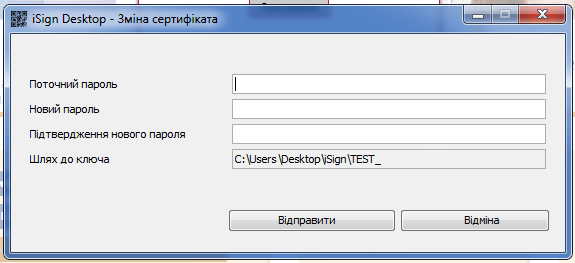 iSign Desktop - Зміна сертифіката
Поточний пароль
Новий пароль
Підтвердження нового пароля
Шлях до ключа C:\Users\Desktop\iSign\TEST_
Відправити Відміна